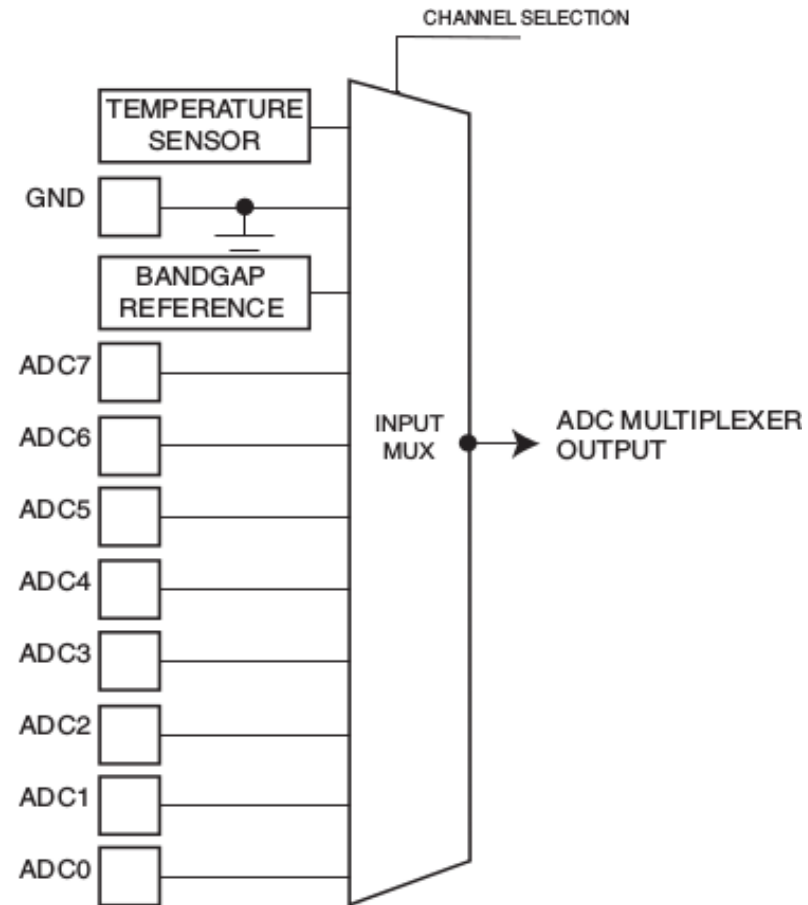 CHANNEL SELECTION
TEMPERATURE
SENSOR
GND
BANDGAP
REFERENCE
ADC7
ADC6
INPUT
MUX
ADC MULTIPLEXER
OUTPUT
ADC5
ADC4
ADC3
ADC2
ADC1
ADC0